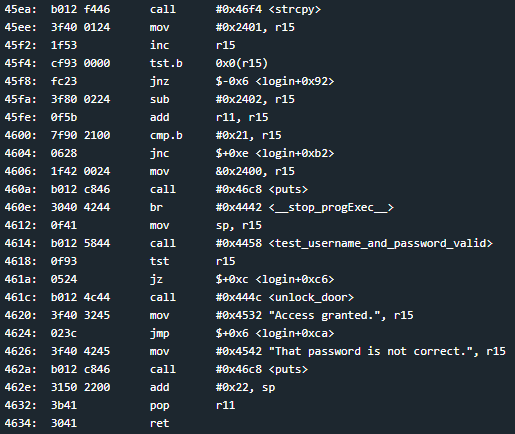 45ea:  b012 f446      call      #0x46f4 <strcpy>
45ee:  3f40 0124      mov       #0x2401, r15
45f2:  1f53           inc       r15
45f4:  cf93 0000      tst.b     0x0(r15)
45f8:  fc23           jnz       $-0x6 <login+0x92>
45fa:  3f80 0224      sub       #0x2402, r15
45fe:  0f5b           add       r11, r15
4600:  7f90 2100      cmp.b     #0x21, r15
4604:  0628           jnc       $+0xe <login+0xb2>
4606:  1f42 0024      mov       &0x2400, r15
460a:  b012 c846      call      #0x46c8 <puts>
460e:  3040 4244      br        #0x4442 <__stop_progExec__>
4612:  0f41           mov       sp, r15
4614:  b012 5844      call      #0x4458 <test_username_and_password_valid>
4618:  0f93           tst       r15
461a:  0524           jz        $+0xc <login+0xc6>
461c:  b012 4c44      call      #0x444c <unlock_door>
4620:  3f40 3245      mov       #0x4532 "Access granted.", r15
4624:  023c           jmp       $+0x6 <login+0xca>
4626:  3f40 4245      mov       #0x4542 "That password is not correct.", r15
462a:  b012 c846      call      #0x46c8 <puts>
462e:  3150 2200      add       #0x22, sp
4632:  3b41           pop       r11
4634:  3041           ret